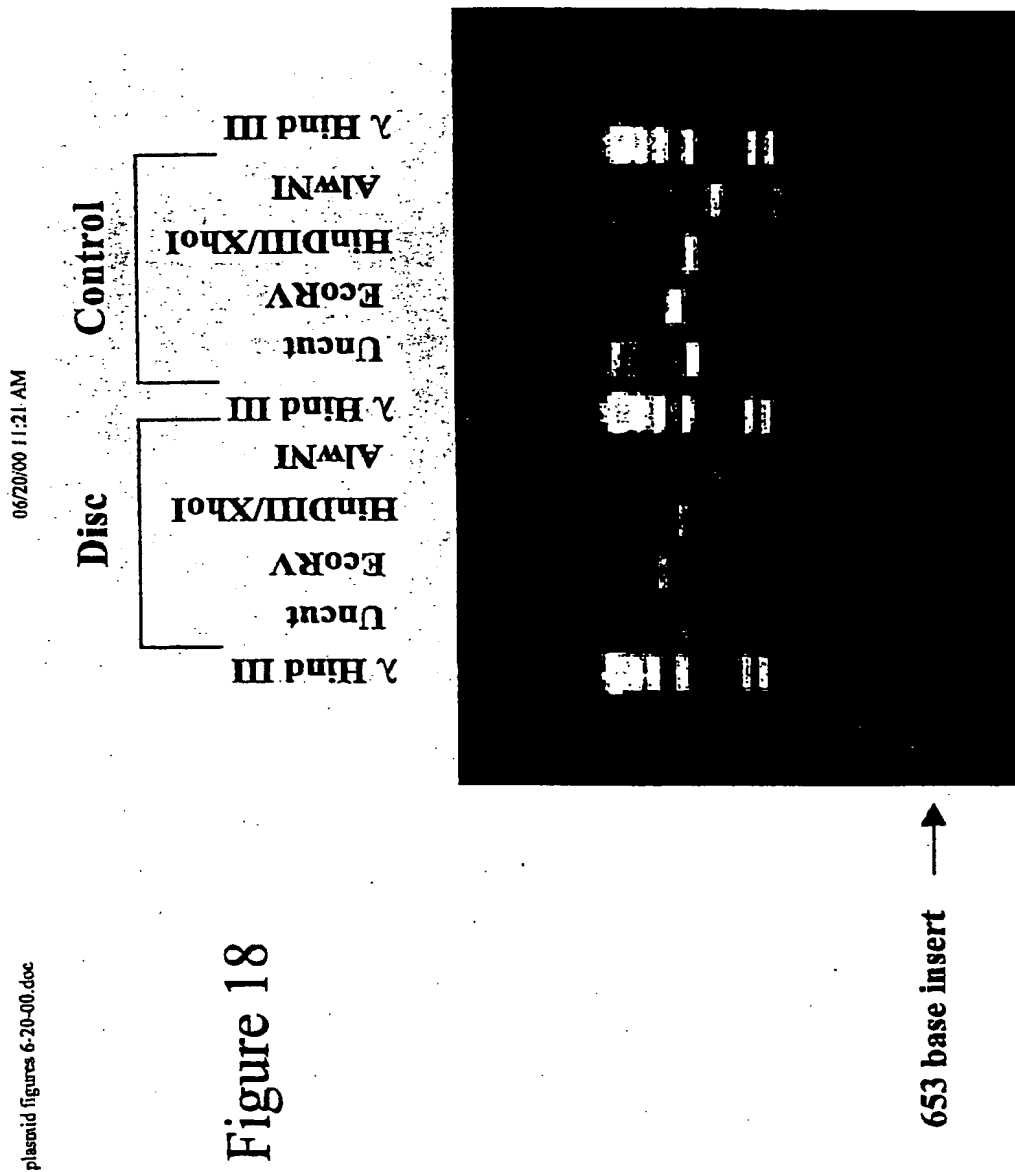 plasmid figures 6-20-00.doc
06/20/00 11:21 AM
Figure 18
Disc
Control
λ Hind III
Uncut
EcoRV
HinDIII/XhoI
AlwNI
λ Hind III
Uncut
EcoRV
HinDIII/XhoI
AlwNI
λ Hind III
653 base insert